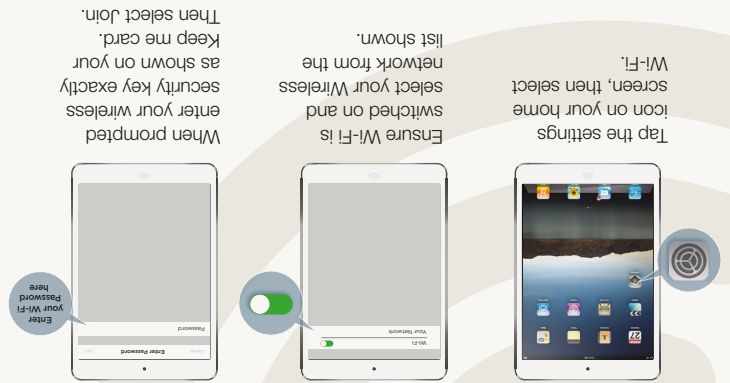 Tap the settings
icon on your home
screen, then select
Wi-Fi.
Wi-Fi
Your Network
Ensure Wi-Fi is
switched on and
select your Wireless
network from the
list shown.
Cancel Enter Password Join
Password
Enter
your Wi-Fi
Password
here
When prompted
enter your wireless
security key exactly
as shown on your
Keep me card.
Then select Join.